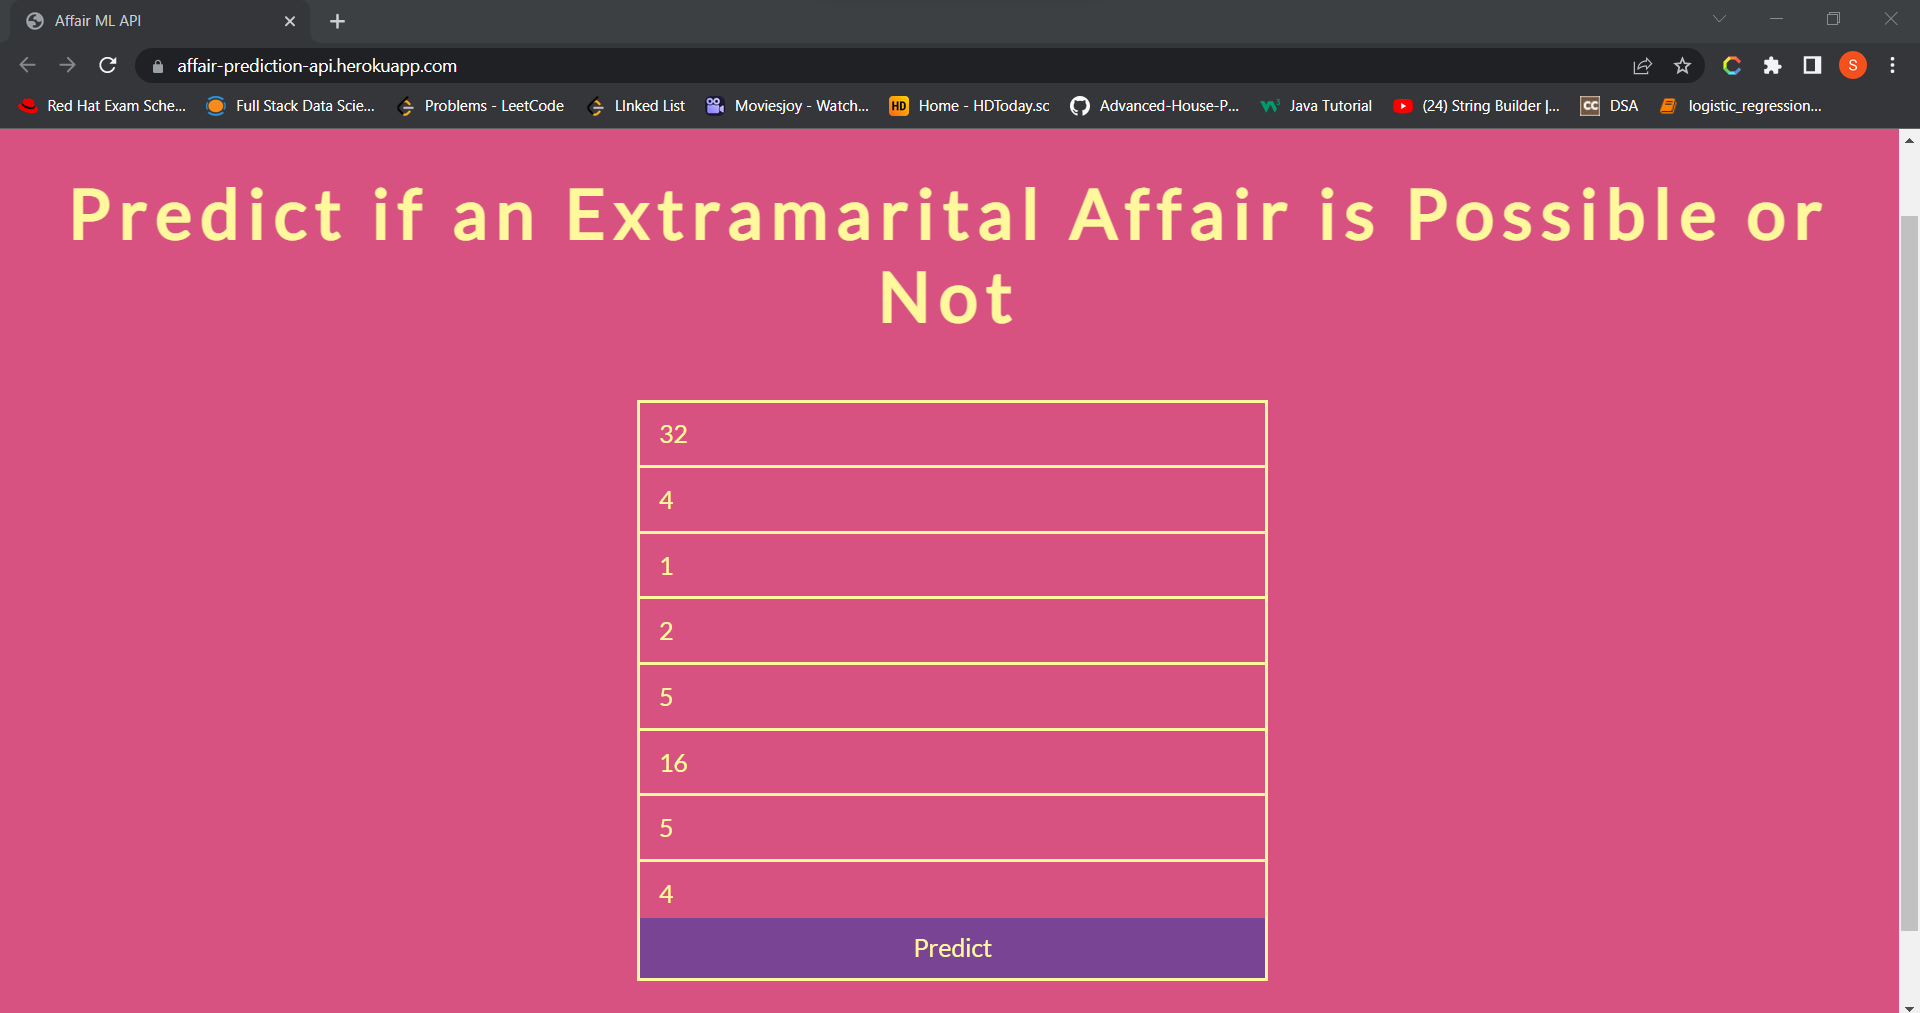 Affair ML API
affair-prediction-api.herokuapp.com
S
Red Hat Exam Sche... Full Stack Data Scie... Problems - LeetCode LInked List Moviesjoy - Watch... HD Home - HDToday.sc Advanced-House-P... Java Tutorial (24) String Builder |... CC DSA logistic_regression...
Predict if an Extramarital Affair is Possible or
Not
32
4
1
2
5
16
5
4
Predict